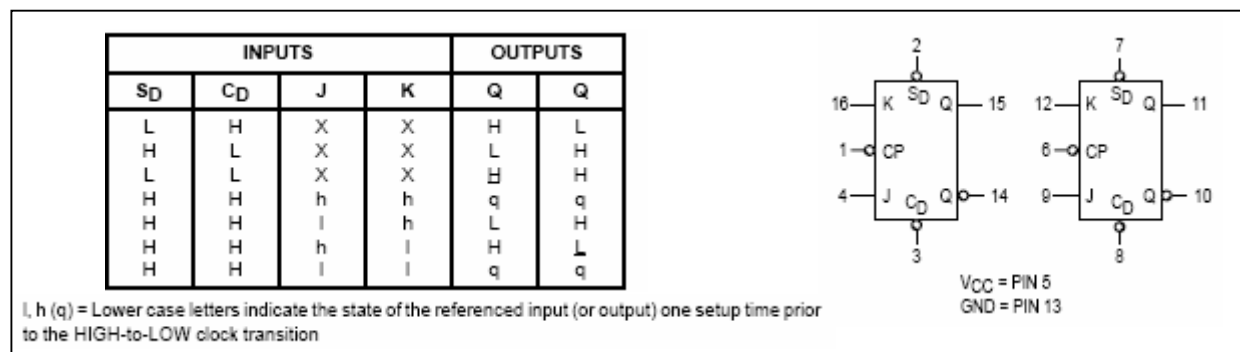 INPUTS OUTPUTS
SD CD J K Q Q
L H X X H L
H L X X L H
L L X X H H
H H h h q q
H H l h L H
H H h l H L
H H l l q q
l, h (q) = Lower case letters indicate the state of the referenced input (or output) one setup time prior
to the HIGH-to-LOW clock transition
2 7
16 K SD Q 15 12 K SD Q 11
1 CP 6 CP
4 J CD Q 14 9 J CD Q 10
3 8
VCC = PIN 5
GND = PIN 13